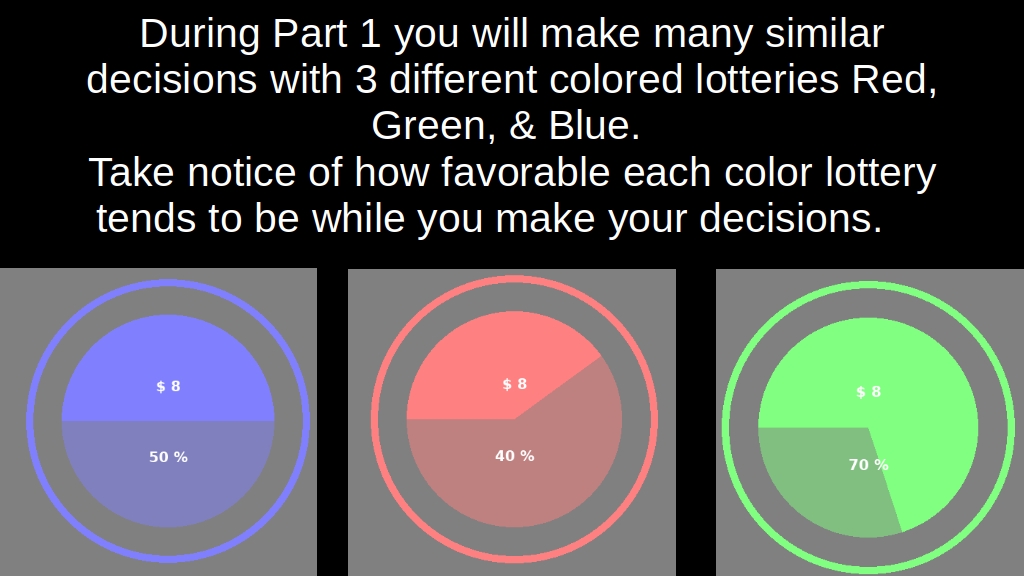 During Part 1 you will make many similar
decisions with 3 different colored lotteries Red,
Green, & Blue.
Take notice of how favorable each color lottery
tends to be while you make your decisions.
$ 8
50 %
$ 8
40 %
$ 8
70 %